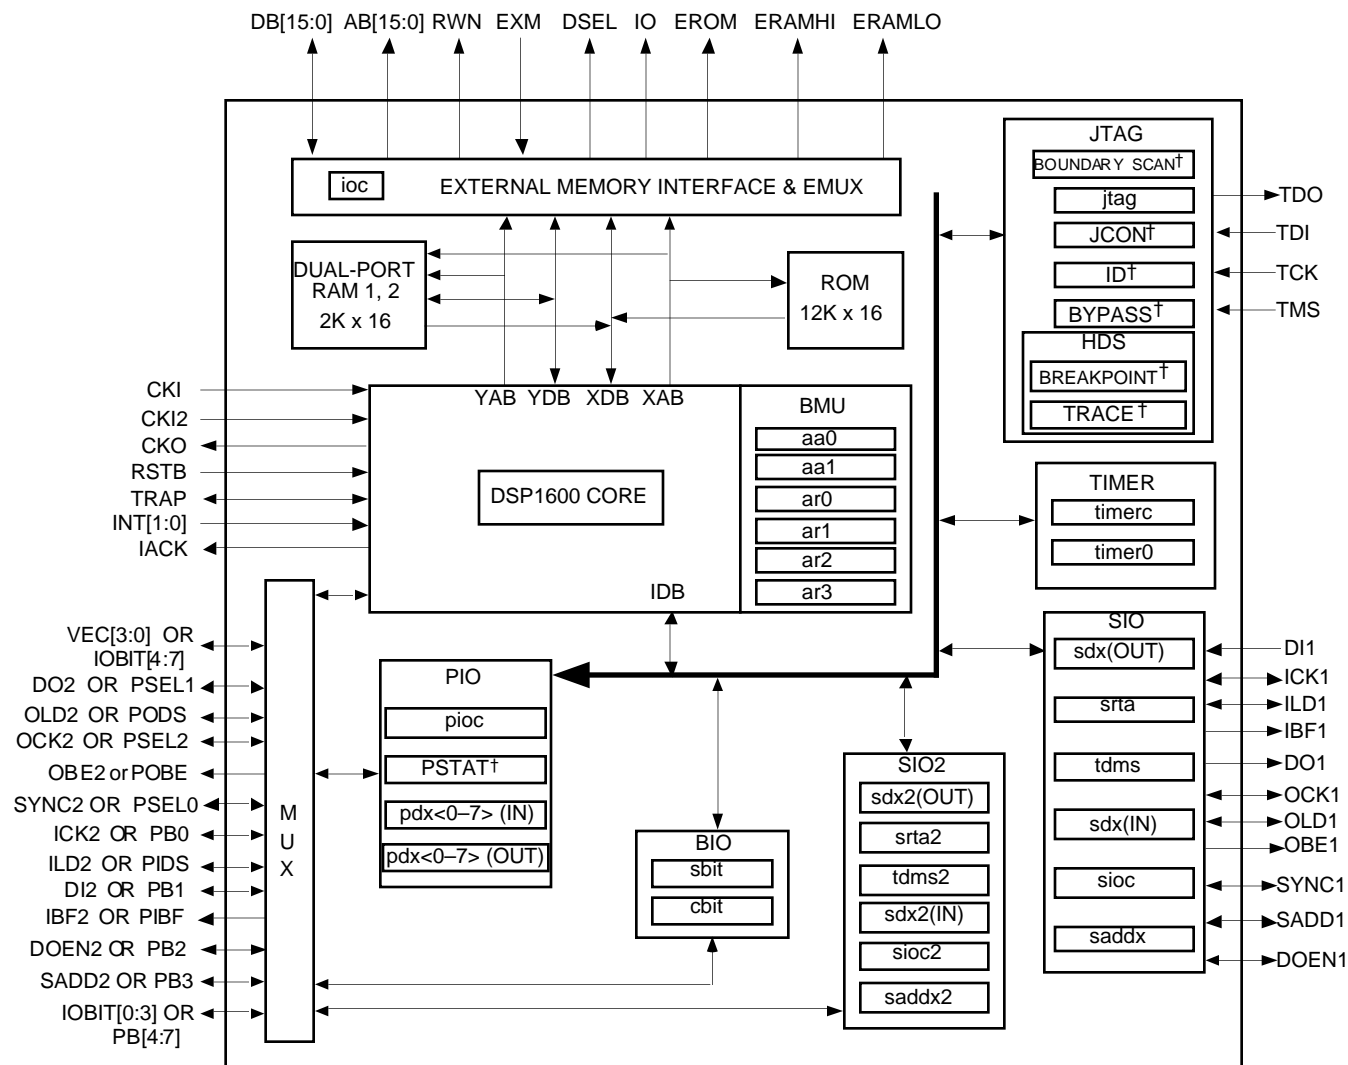 DB[15:0] AB[15:0] RWN EXM DSEL IO EROM ERAMHI ERAMLO
ioc EXTERNAL MEMORY INTERFACE & EMUX
DUAL-PORT
RAM 1, 2
2K x 16
ROM
12K x 16
JTAG
BOUNDARY SCAN†
jtag
JCON†
ID†
BYPASS†
HDS
BREAKPOINT†
TRACE†
TDO
TDI
TCK
TMS
CKI
CKI2
CKO
RSTB
TRAP
INT[1:0]
IACK
YAB YDB XDB XAB
DSP1600 CORE
IDB
BMU
aa0
aa1
ar0
ar1
ar2
ar3
TIMER
timerc
timer0
VEC[3:0] OR
IOBIT[4:7]
DO2 OR PSEL1
OLD2 OR PODS
OCK2 OR PSEL2
OBE2 or POBE
SYNC2 OR PSEL0
ICK2 OR PB0
ILD2 OR PIDS
DI2 OR PB1
IBF2 OR PIBF
DOEN2 OR PB2
SADD2 OR PB3
IOBIT[0:3] OR
PB[4:7]
M
U
X
PIO
pioc
PSTAT†
pdx<0–7> (IN)
pdx<0–7> (OUT)
BIO
sbit
cbit
SIO2
sdx2(OUT)
srta2
tdms2
sdx2(IN)
sioc2
saddx2
SIO
sdx(OUT)
srta
tdms
sdx(IN)
sioc
saddx
DI1
ICK1
ILD1
IBF1
DO1
OCK1
OLD1
OBE1
SYNC1
SADD1
DOEN1